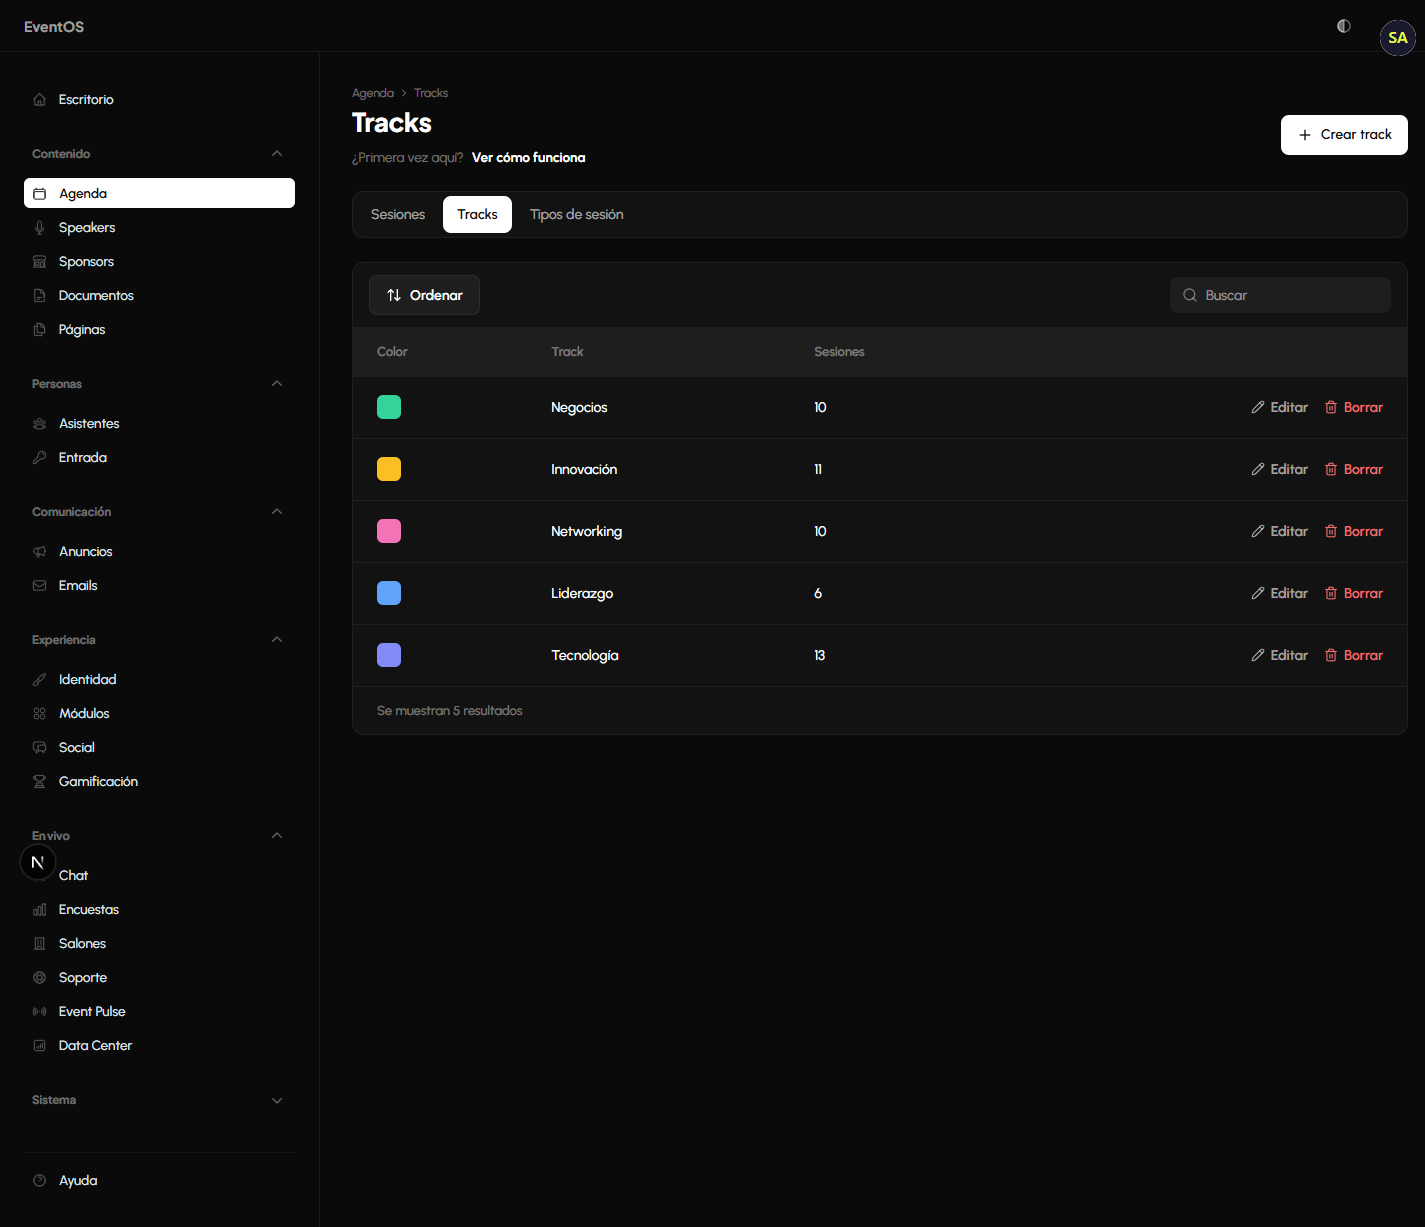 EventOS
SA
Escritorio
Contenido
Agenda
Speakers
Sponsors
Documentos
Páginas
Personas
Asistentes
Entrada
Comunicación
Anuncios
Emails
Experiencia
Identidad
Módulos
Social
Gamificación
En vivo
N
Chat
Encuestas
Salones
Soporte
Event Pulse
Data Center
Sistema
Ayuda
Agenda > Tracks
Tracks
¿Primera vez aquí? Ver cómo funciona
+ Crear track
Sesiones Tracks Tipos de sesión
Ordenar Buscar
Color Track Sesiones
Negocios 10 Editar Borrar
Innovación 11 Editar Borrar
Networking 10 Editar Borrar
Liderazgo 6 Editar Borrar
Tecnología 13 Editar Borrar
Se muestran 5 resultados